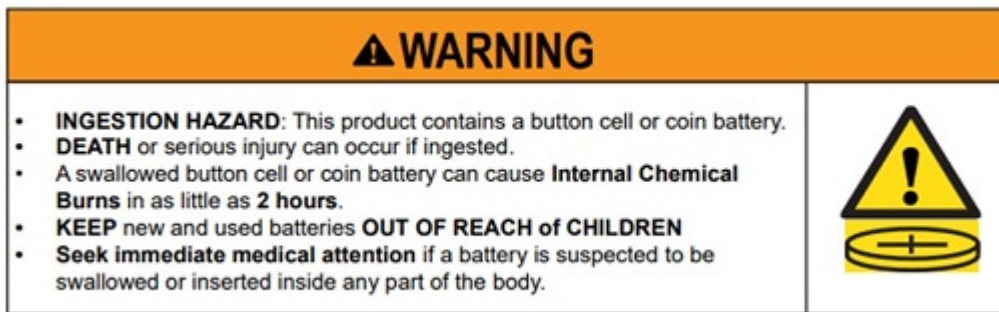 WARNING
• INGESTION HAZARD: This product contains a button cell or coin battery.
• DEATH or serious injury can occur if ingested.
• A swallowed button cell or coin battery can cause Internal Chemical
Burns in as little as 2 hours.
• KEEP new and used batteries OUT OF REACH of CHILDREN
• Seek immediate medical attention if a battery is suspected to be
swallowed or inserted inside any part of the body.